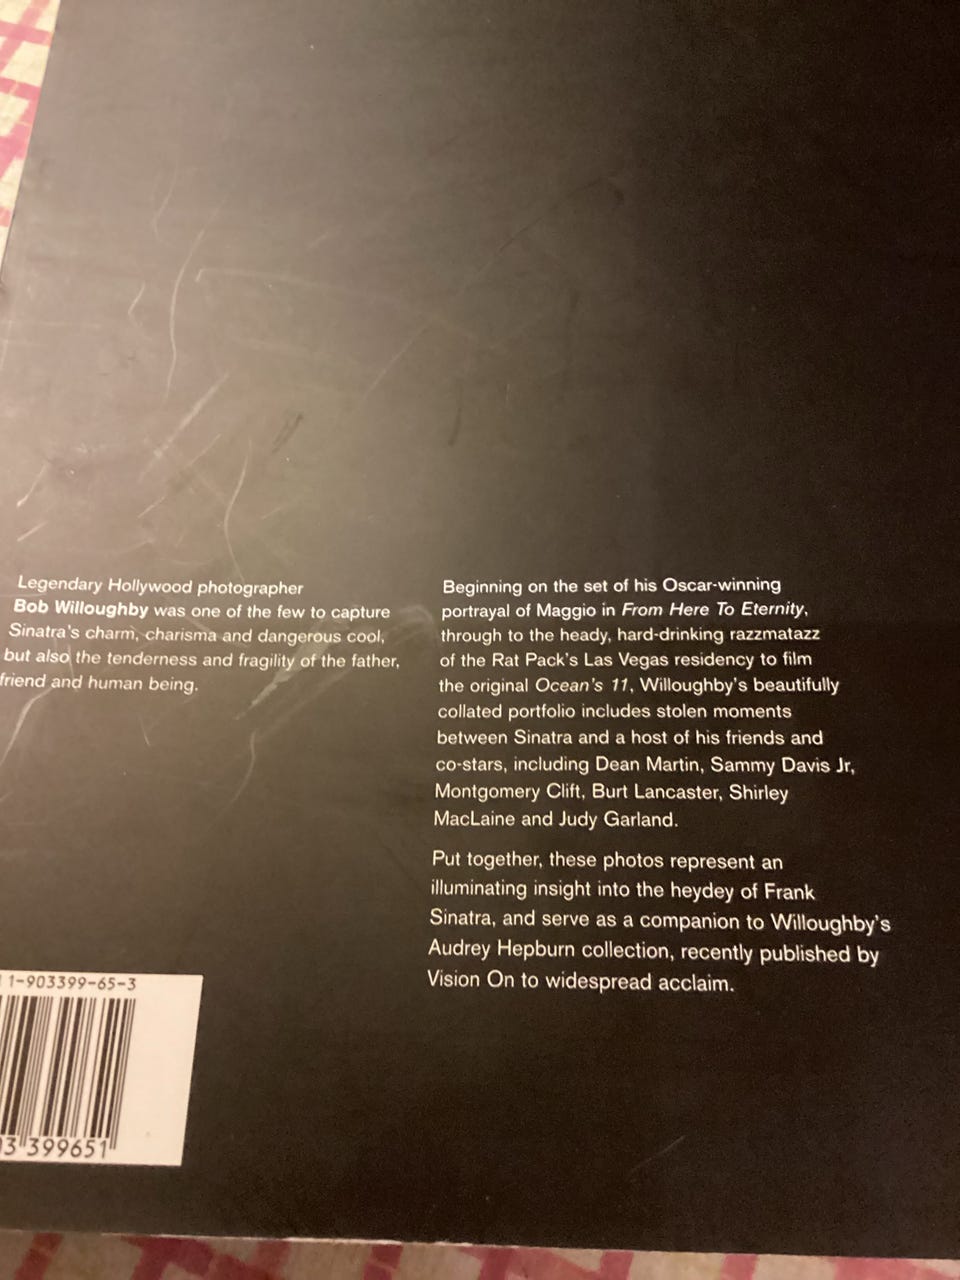 Legendary Hollywood photographer
Bob Willoughby was one of the few to capture
Sinatra's charm, charisma and dangerous cool,
but also the tenderness and fragility of the father,
friend and human being.
Beginning on the set of his Oscar-winning
portrayal of Maggio in From Here To Eternity,
through to the heady, hard-drinking razzmatazz
of the Rat Pack's Las Vegas residency to film
the original Ocean's 11, Willoughby's beautifully
collated portfolio includes stolen moments
between Sinatra and a host of his friends and
co-stars, including Dean Martin, Sammy Davis Jr,
Montgomery Clift, Burt Lancaster, Shirley
MacLaine and Judy Garland.
Put together, these photos represent an
illuminating insight into the heydey of Frank
Sinatra, and serve as a companion to Willoughby's
Audrey Hepburn collection, recently published by
Vision On to widespread acclaim.
1-903399-65-3
3 399651